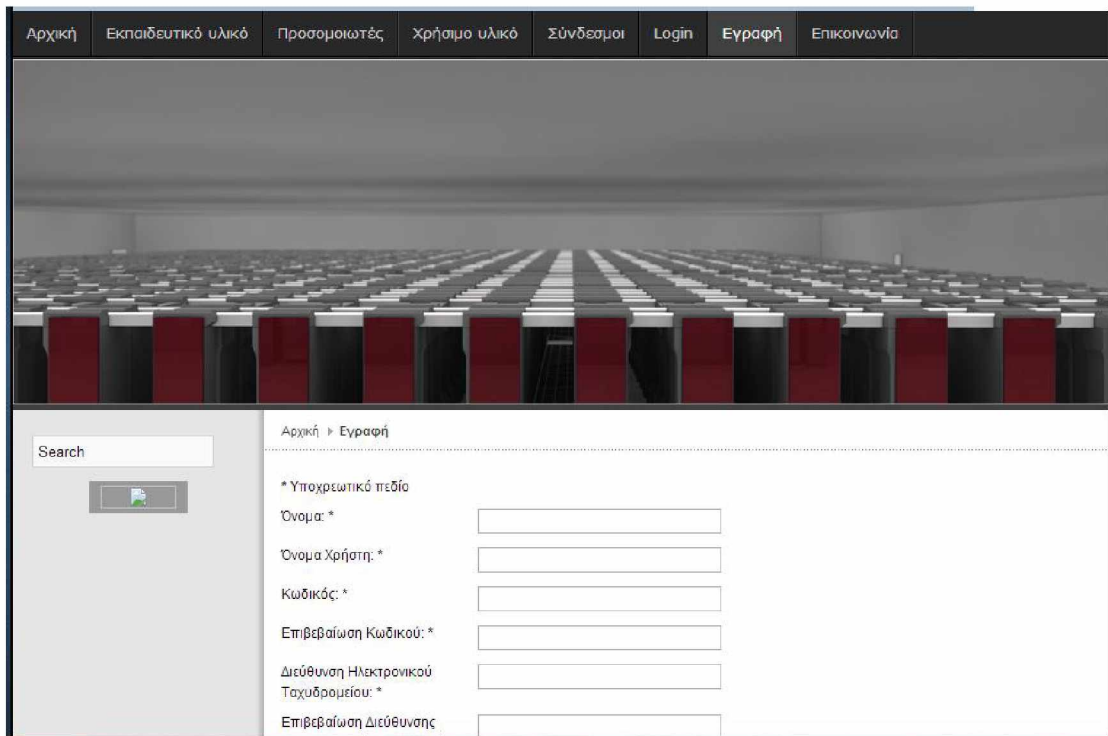 Αρχική Εκπαιδευτικό υλικό Προσομοιωτές Χρήσιμο υλικό Σύνδεσμοι Login Εγραφή Επικοινωνία
Search
Αρχική Εγραφή
* Υποχρεωτικό πεδίο
Όνομα: *
Όνομα Χρήστη: *
Κωδικός: *
Επιβεβαίωση Κωδικού: *
Διεύθυνση Ηλεκτρονικού
Ταχυδρομείου: *
Επιβεβαίωση Διεύθυνσης